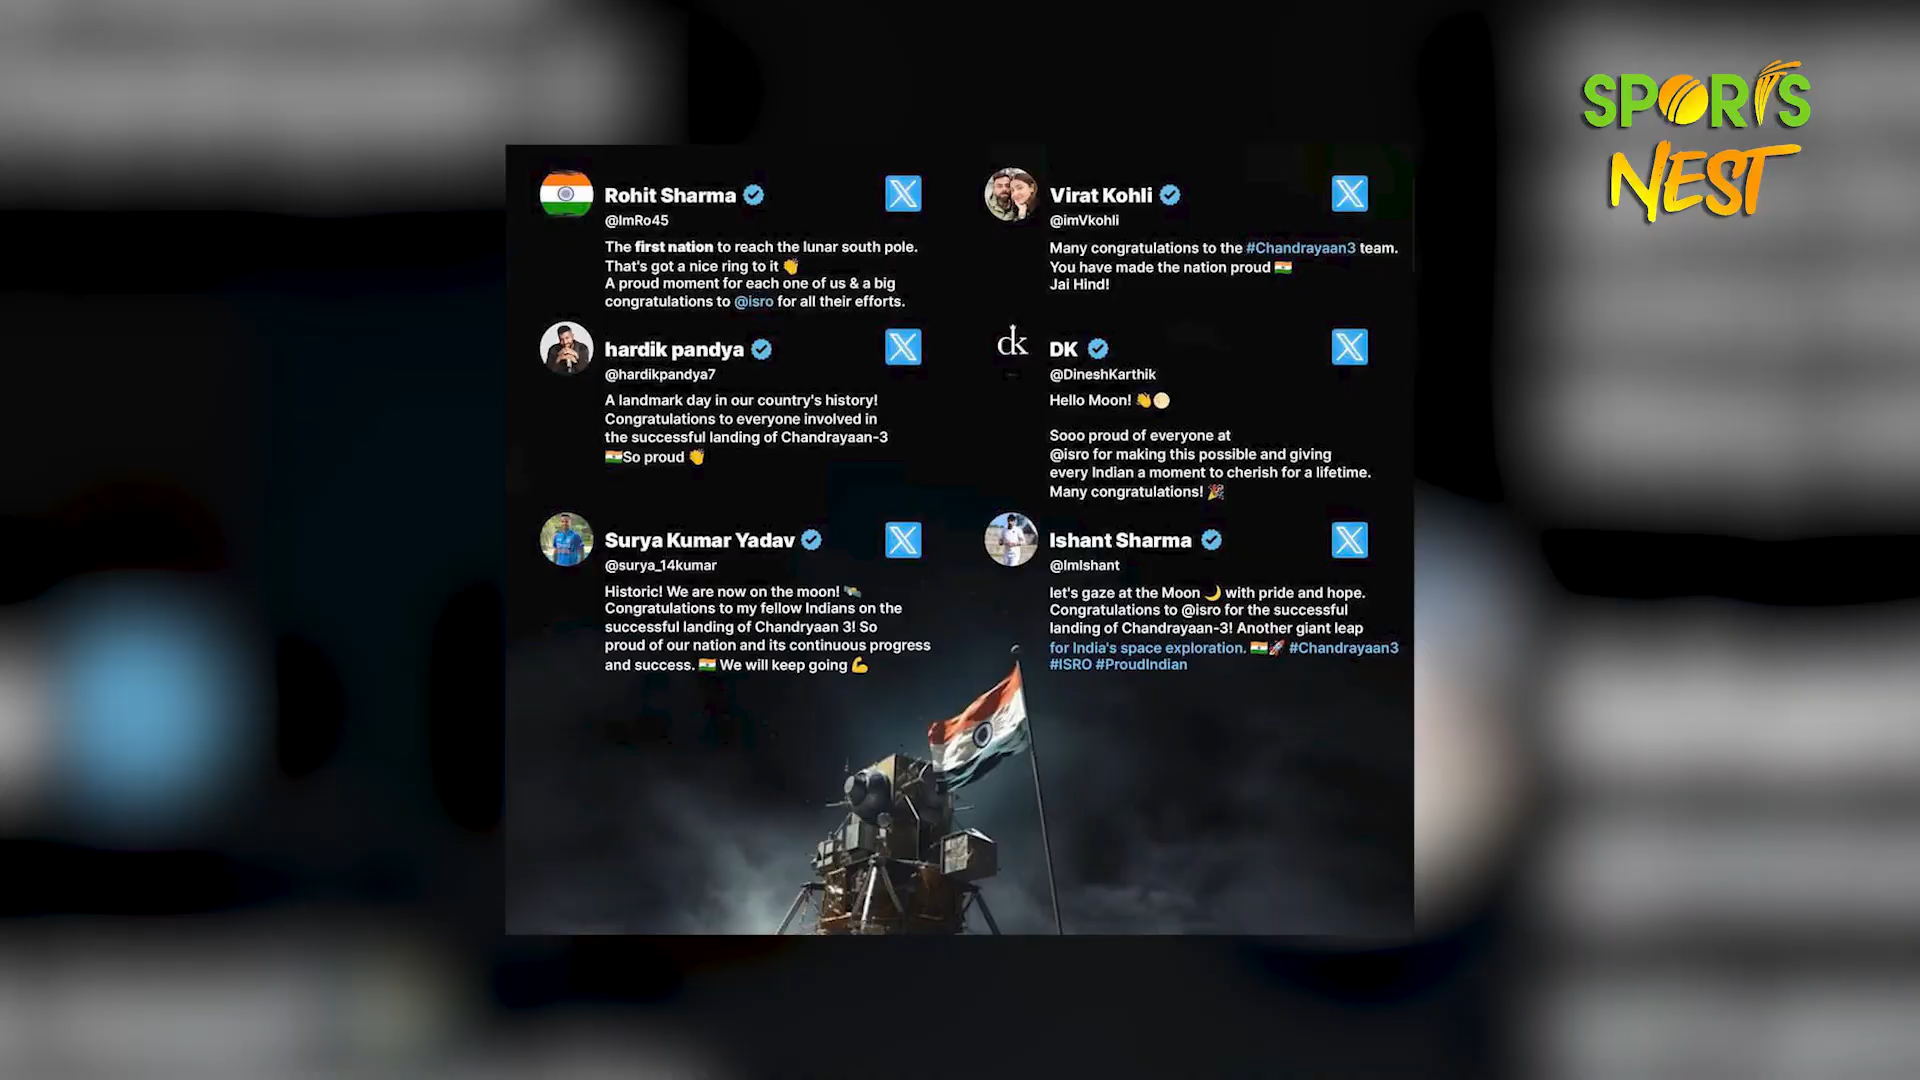 SPORTS
NEST
Rohit Sharma
@ImRo45
The first nation to reach the lunar south pole.
That's got a nice ring to it 👏
A proud moment for each one of us & a big
congratulations to @isro for all their efforts.
Virat Kohli
@imVkohli
Many congratulations to the #Chandrayaan3 team.
You have made the nation proud 🇮🇳
Jai Hind!
hardik pandya
@hardikpandya7
A landmark day in our country's history!
Congratulations to everyone involved in
the successful landing of Chandrayaan-3
🇮🇳So proud 👏
dk
DK
@DineshKarthik
Hello Moon! 👋🌕
Sooo proud of everyone at
@isro for making this possible and giving
every Indian a moment to cherish for a lifetime.
Many congratulations! 🎉
Surya Kumar Yadav
@surya_14kumar
Historic! We are now on the moon! 🛰️
Congratulations to my fellow Indians on the
successful landing of Chandryaan 3! So
proud of our nation and its continuous progress
and success. 🇮🇳 We will keep going 💪
Ishant Sharma
@ImIshant
let's gaze at the Moon 🌙 with pride and hope.
Congratulations to @isro for the successful
landing of Chandrayaan-3! Another giant leap
for India's space exploration. 🇮🇳🚀 #Chandrayaan3
#ISRO #ProudIndian